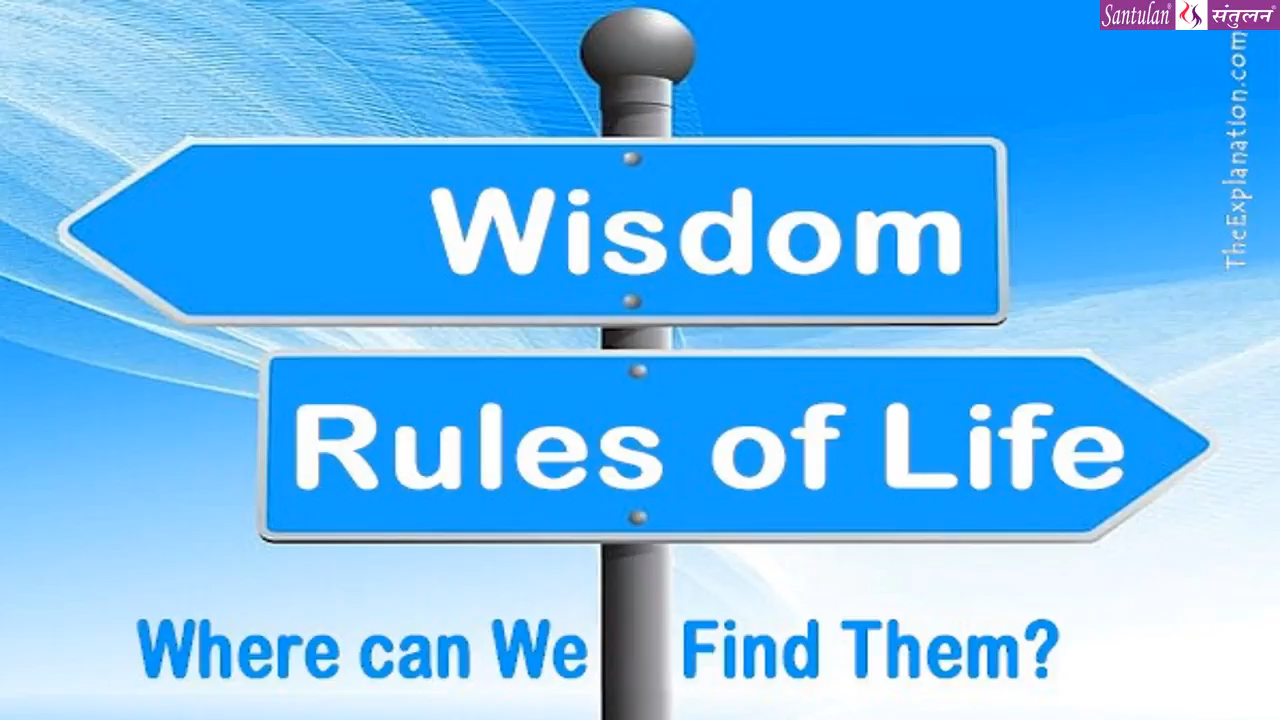 Santulan® संतुलन®
TheExplanation.com
Wisdom
Rules of Life
Where can We Find Them?